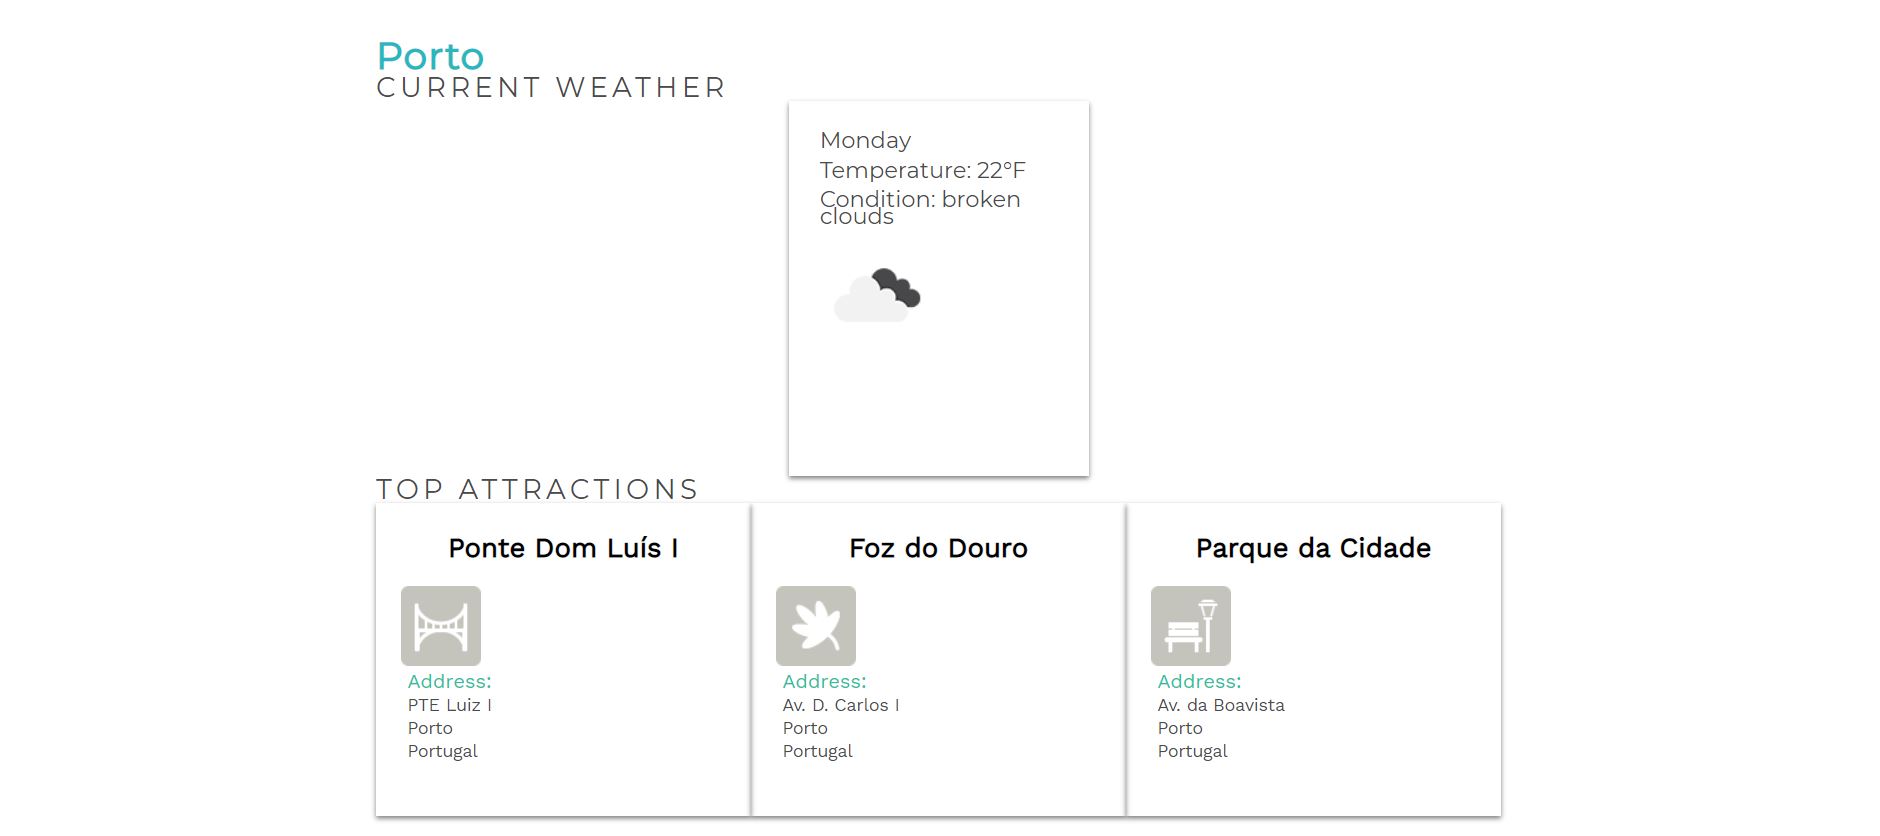 Porto
CURRENT WEATHER
Monday
Temperature: 22°F
Condition: broken
clouds
TOP ATTRACTIONS
Ponte Dom Luís I
Address:
PTE Luiz I
Porto
Portugal
Foz do Douro
Address:
Av. D. Carlos I
Porto
Portugal
Parque da Cidade
Address:
Av. da Boavista
Porto
Portugal